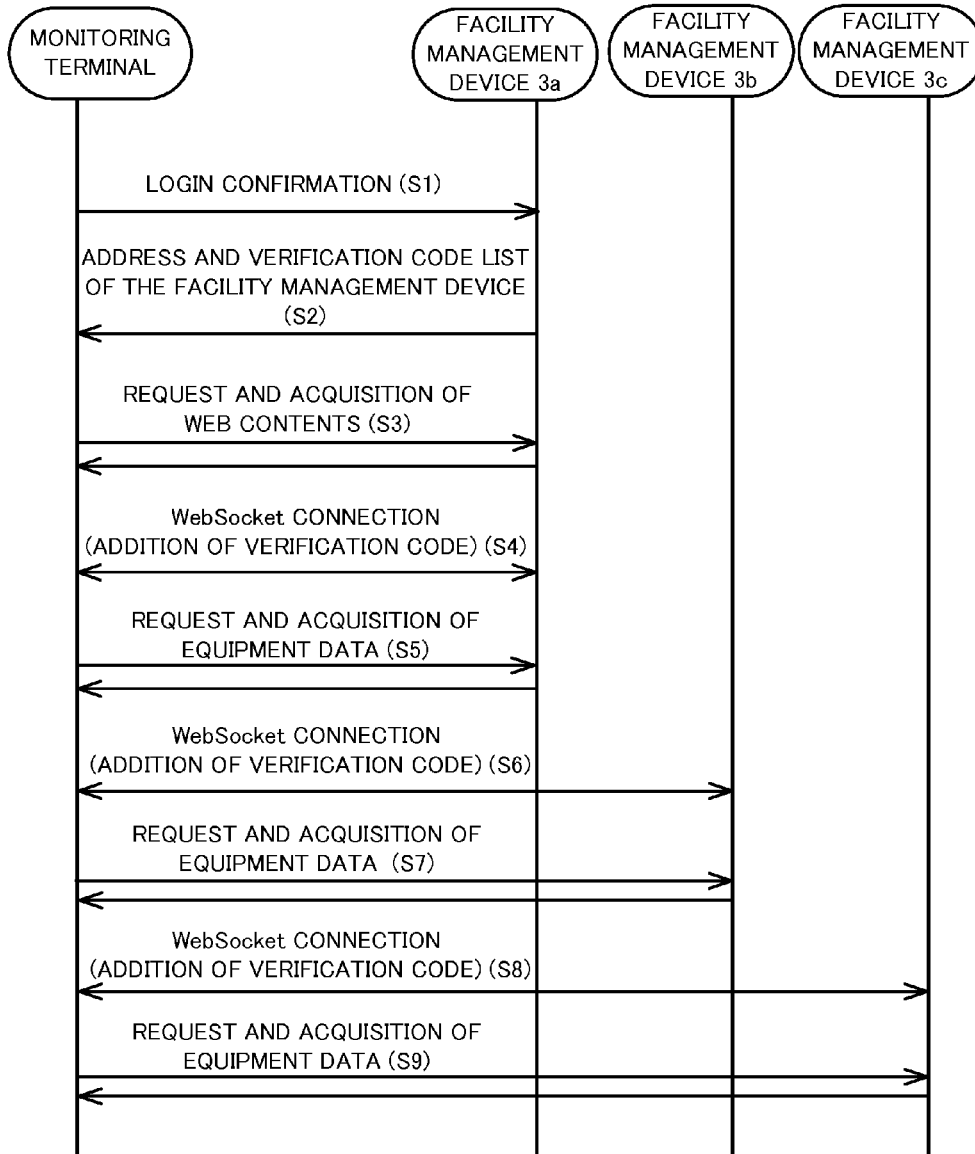 MONITORING
TERMINAL
FACILITY
MANAGEMENT
DEVICE 3a
FACILITY
MANAGEMENT
DEVICE 3b
FACILITY
MANAGEMENT
DEVICE 3c
LOGIN CONFIRMATION (S1)
ADDRESS AND VERIFICATION CODE LIST
OF THE FACILITY MANAGEMENT DEVICE
(S2)
REQUEST AND ACQUISITION OF
WEB CONTENTS (S3)
WebSocket CONNECTION
(ADDITION OF VERIFICATION CODE) (S4)
REQUEST AND ACQUISITION OF
EQUIPMENT DATA (S5)
WebSocket CONNECTION
(ADDITION OF VERIFICATION CODE) (S6)
REQUEST AND ACQUISITION OF
EQUIPMENT DATA (S7)
WebSocket CONNECTION
(ADDITION OF VERIFICATION CODE) (S8)
REQUEST AND ACQUISITION OF
EQUIPMENT DATA (S9)